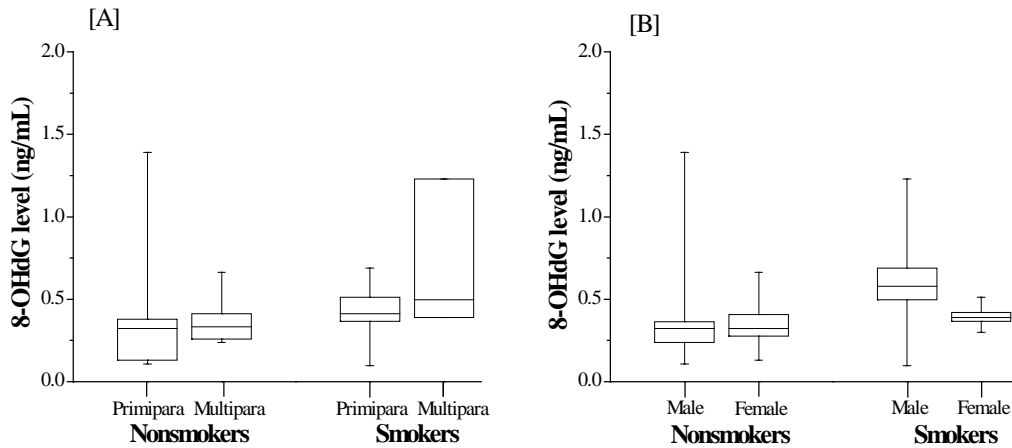 [A]
2.0
1.5
1.0
0.5
0.0
8-OHdG level (ng/mL)
Primipara Multipara Primipara Multipara
Nonsmokers Smokers
[B]
2.0
1.5
1.0
0.5
0.0
8-OHdG level (ng/mL)
Male Female Male Female
Nonsmokers Smokers